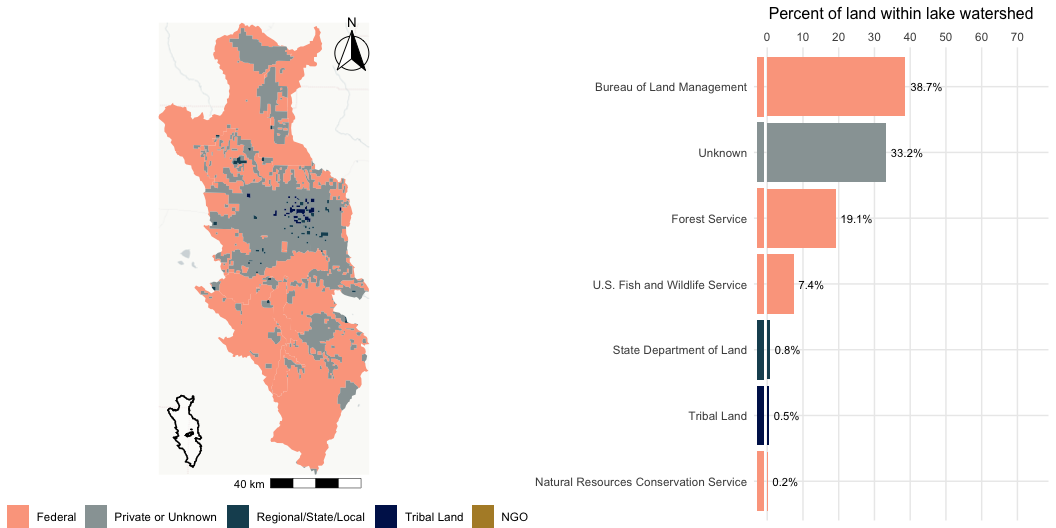 N
40 km
Federal
Private or Unknown
Regional/State/Local
Tribal Land
NGO
Percent of land within lake watershed
0 10 20 30 40 50 60 70
Bureau of Land Management 38.7%
Unknown 33.2%
Forest Service 19.1%
U.S. Fish and Wildlife Service 7.4%
State Department of Land 0.8%
Tribal Land 0.5%
Natural Resources Conservation Service 0.2%